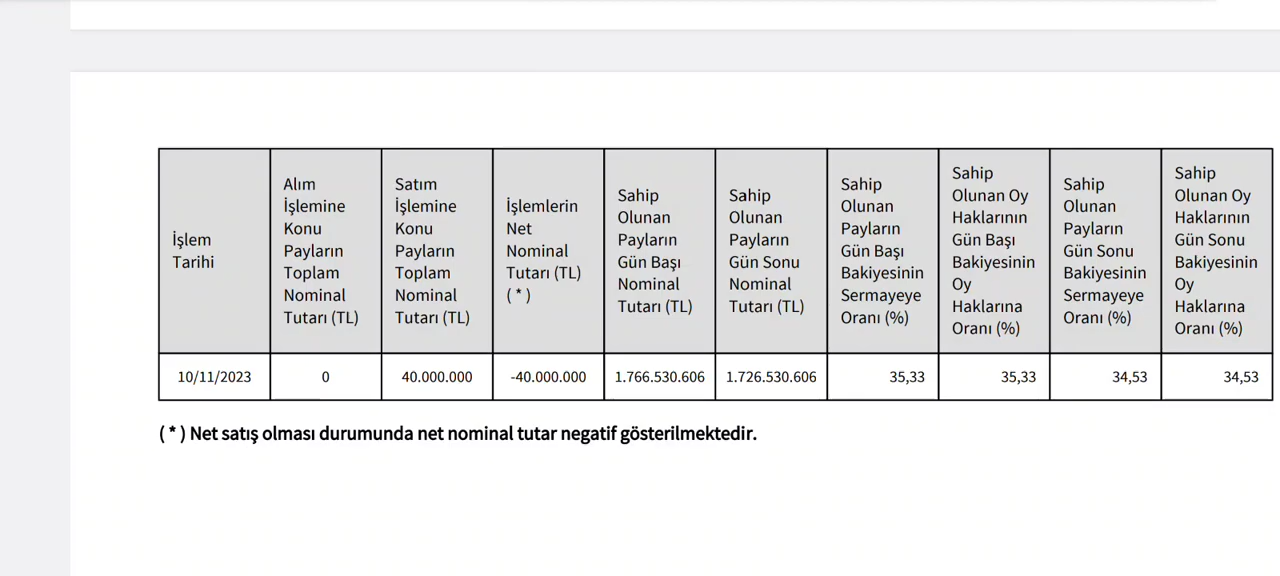 İşlem
Tarihi
Alım
İşlemine
Konu
Payların
Toplam
Nominal
Tutarı (TL)
Satım
İşlemine
Konu
Payların
Toplam
Nominal
Tutarı (TL)
İşlemlerin
Net
Nominal
Tutarı (TL)
( * )
Sahip
Olunan
Payların
Gün Başı
Nominal
Tutarı (TL)
Sahip
Olunan
Payların
Gün Sonu
Nominal
Tutarı (TL)
Sahip
Olunan
Payların
Gün Başı
Bakiyesinin
Sermayeye
Oranı (%)
Sahip
Olunan Oy
Haklarının
Gün Başı
Bakiyesinin
Oy
Haklarına
Oranı (%)
Sahip
Olunan
Payların
Gün Sonu
Bakiyesinin
Sermayeye
Oranı (%)
Sahip
Olunan Oy
Haklarının
Gün Sonu
Bakiyesinin
Oy
Haklarına
Oranı (%)
10/11/2023 0 40.000.000 -40.000.000 1.766.530.606 1.726.530.606 35,33 35,33 34,53 34,53
( * ) Net satış olması durumunda net nominal tutar negatif gösterilmektedir.